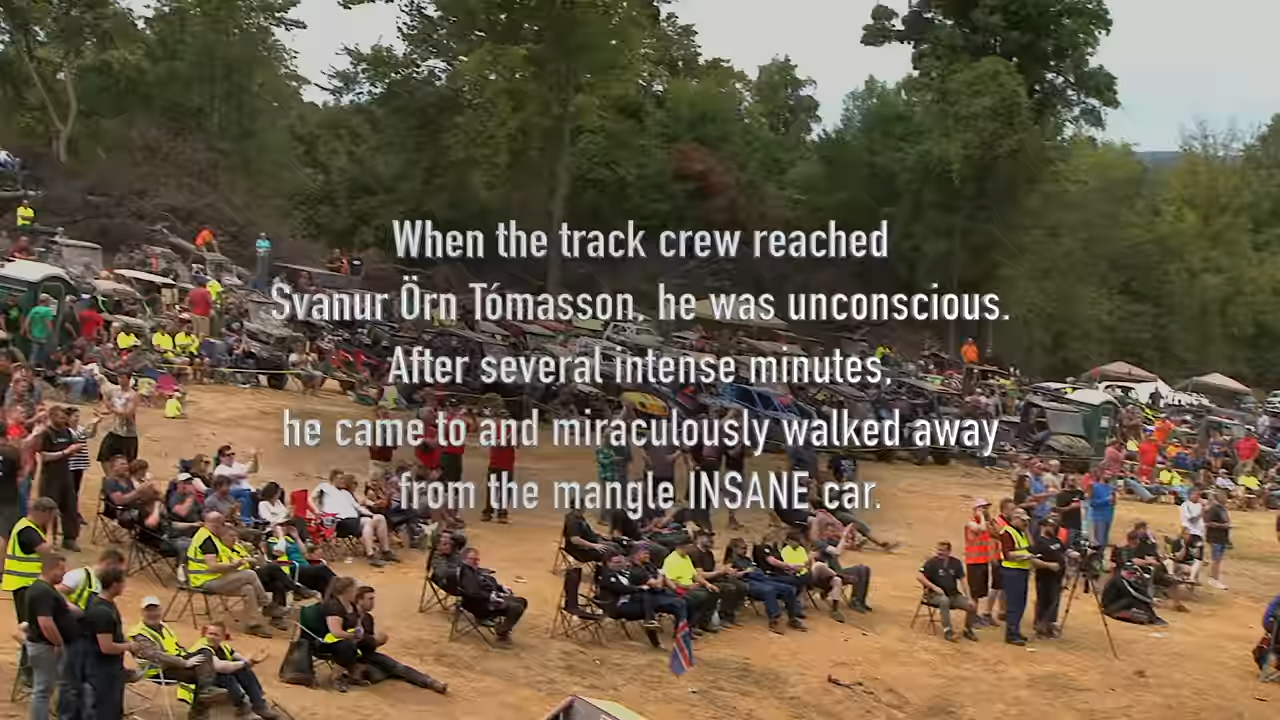 When the track crew reached
Svanur Örn Tómasson, he was unconscious.
After several intense minutes,
he came to and miraculously walked away
from the mangle INSANE car.